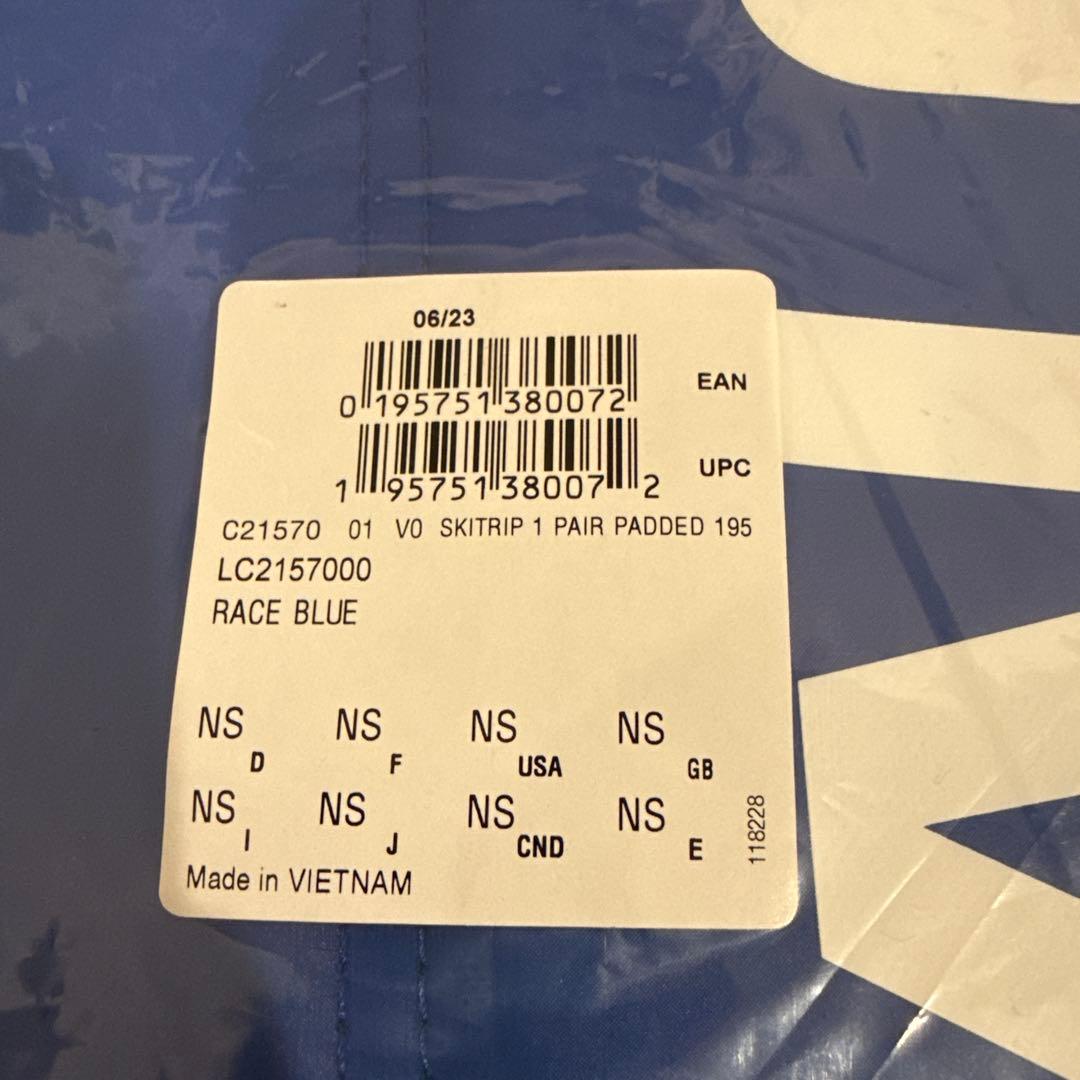 06/23
0 195751 380072
EAN
1 95751 38007 2
UPC
C21570 01 V0 SKITRIP 1 PAIR PADDED 195
LC2157000
RACE BLUE
NS D NS F NS USA NS GB
NS I NS J NS CND NS E
118228
Made in VIETNAM